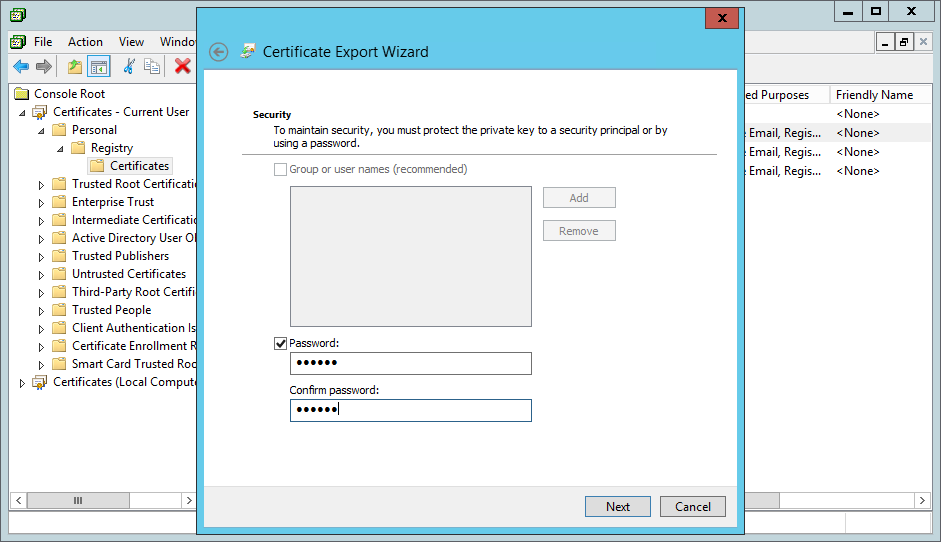 Certificate Export Wizard
File Action View Windo
Console Root
Certificates - Current User
Personal
Registry
Certificates
Trusted Root Certificatio
Enterprise Trust
Intermediate Certificatio
Active Directory User Ob
Trusted Publishers
Untrusted Certificates
Third-Party Root Certifi
Trusted People
Client Authentication Is
Certificate Enrollment R
Smart Card Trusted Roo
Certificates (Local Compute
Security
To maintain security, you must protect the private key to a security principal or by
using a password.
Group or user names (recommended)
Add
Remove
Password:
••••••
Confirm password:
••••••
Next Cancel
ed Purposes Friendly Name
<None>
e Email, Regis... <None>
e Email, Regis... <None>
e Email, Regis... <None>